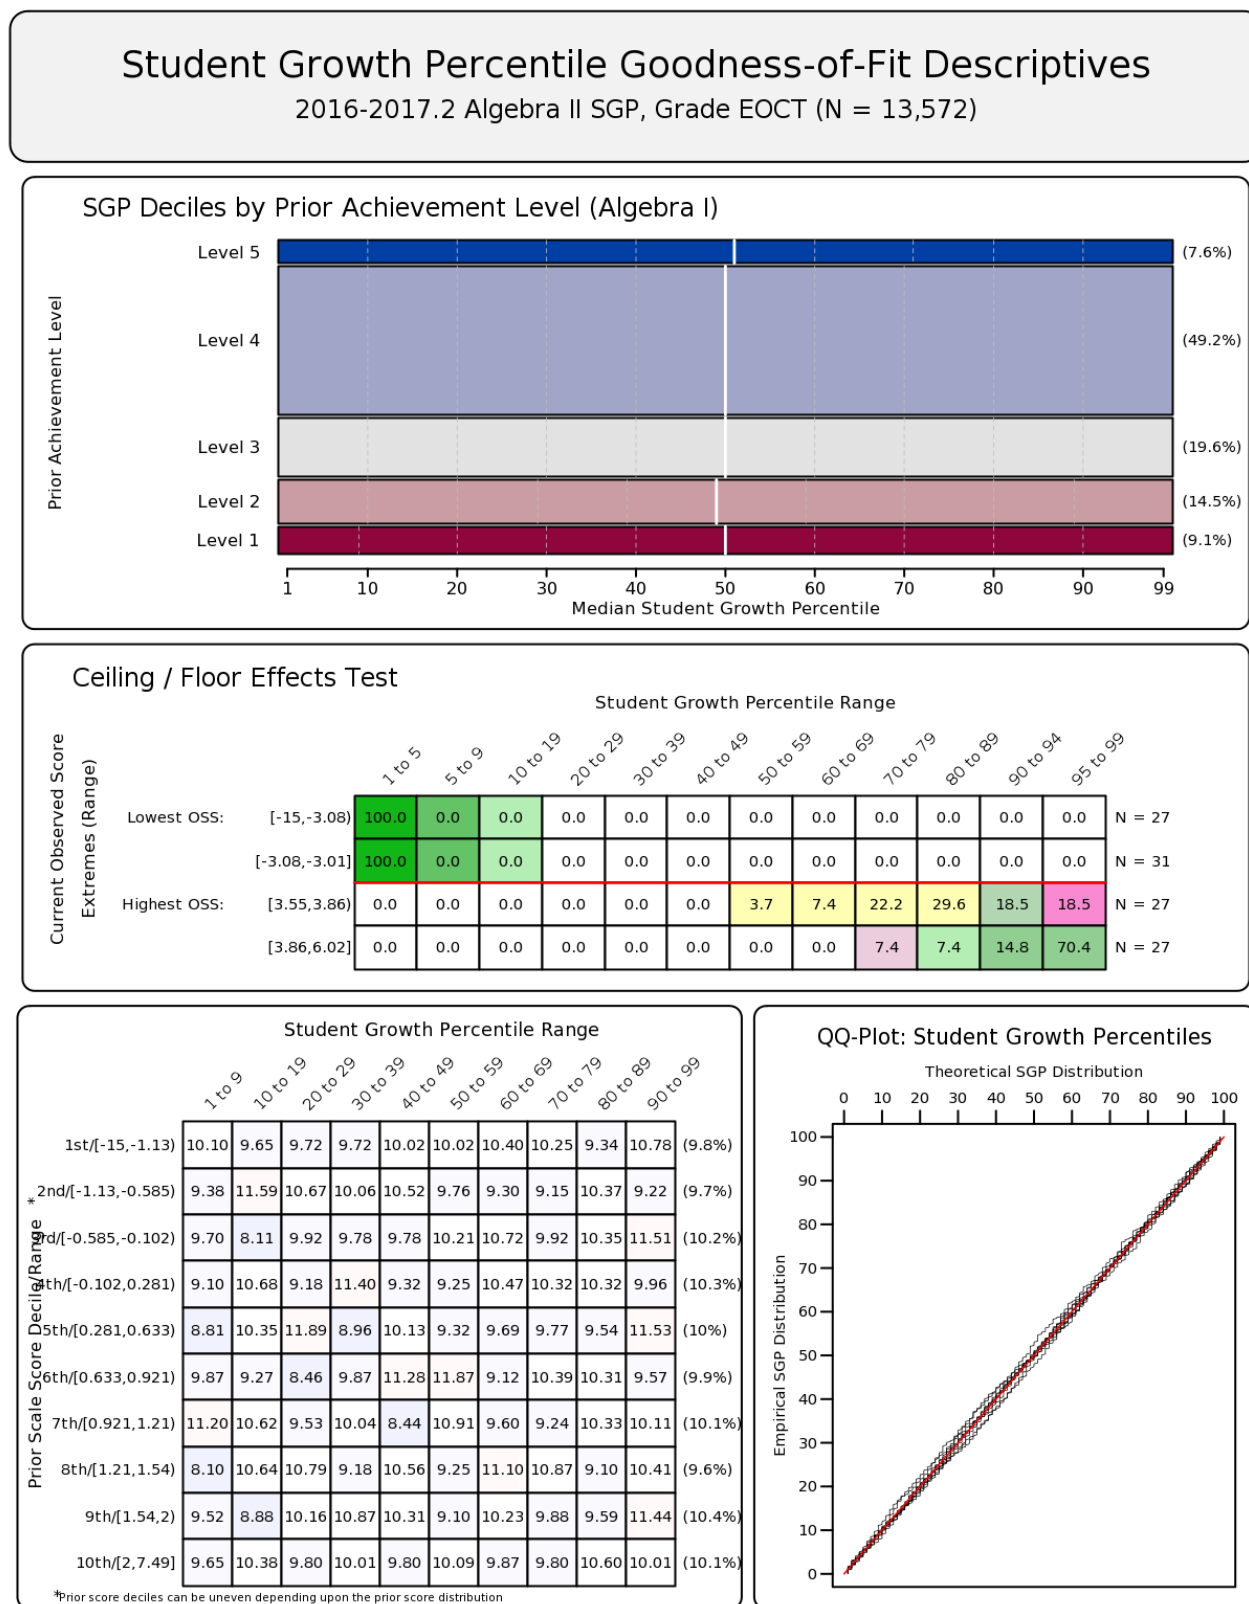 Student Growth Percentile Goodness-of-Fit Descriptives
2016-2017.2 Algebra II SGP, Grade EOCT (N = 13,572)
SGP Deciles by Prior Achievement Level (Algebra I)
Prior Achievement Level
Level 5 (7.6%)
Level 4 (49.2%)
Level 3 (19.6%)
Level 2 (14.5%)
Level 1 (9.1%)
1 10 20 30 40 50 60 70 80 90 99
Median Student Growth Percentile
Ceiling / Floor Effects Test
Student Growth Percentile Range
Current Observed Score
Extremes (Range)
1 to 5 5 to 9 10 to 19 20 to 29 30 to 39 40 to 49 50 to 59 60 to 69 70 to 79 80 to 89 90 to 94 95 to 99
Lowest OSS: [-15,-3.08) 100.0 0.0 0.0 0.0 0.0 0.0 0.0 0.0 0.0 0.0 0.0 0.0 N = 27
[-3.08,-3.01] 100.0 0.0 0.0 0.0 0.0 0.0 0.0 0.0 0.0 0.0 0.0 0.0 N = 31
Highest OSS: [3.55,3.86) 0.0 0.0 0.0 0.0 0.0 0.0 3.7 7.4 22.2 29.6 18.5 18.5 N = 27
[3.86,6.02] 0.0 0.0 0.0 0.0 0.0 0.0 0.0 0.0 7.4 7.4 14.8 70.4 N = 27
Student Growth Percentile Range
1 to 9 10 to 19 20 to 29 30 to 39 40 to 49 50 to 59 60 to 69 70 to 79 80 to 89 90 to 99
Prior Scale Score Decile/Range *
1st/[-15,-1.13) 10.10 9.65 9.72 9.72 10.02 10.02 10.40 10.25 9.34 10.78 (9.8%)
2nd/[-1.13,-0.585) 9.38 11.59 10.67 10.06 10.52 9.76 9.30 9.15 10.37 9.22 (9.7%)
3rd/[-0.585,-0.102) 9.70 8.11 9.92 9.78 9.78 10.21 10.72 9.92 10.35 11.51 (10.2%)
4th/[-0.102,0.281) 9.10 10.68 9.18 11.40 9.32 9.25 10.47 10.32 10.32 9.96 (10.3%)
5th/[0.281,0.633) 8.81 10.35 11.89 8.96 10.13 9.32 9.69 9.77 9.54 11.53 (10%)
6th/[0.633,0.921) 9.87 9.27 8.46 9.87 11.28 11.87 9.12 10.39 10.31 9.57 (9.9%)
7th/[0.921,1.21) 11.20 10.62 9.53 10.04 8.44 10.91 9.60 9.24 10.33 10.11 (10.1%)
8th/[1.21,1.54) 8.10 10.64 10.79 9.18 10.56 9.25 11.10 10.87 9.10 10.41 (9.6%)
9th/[1.54,2) 9.52 8.88 10.16 10.87 10.31 9.10 10.23 9.88 9.59 11.44 (10.4%)
10th/[2,7.49] 9.65 10.38 9.80 10.01 9.80 10.09 9.87 9.80 10.60 10.01 (10.1%)
*Prior score deciles can be uneven depending upon the prior score distribution
QQ-Plot: Student Growth Percentiles
Theoretical SGP Distribution
0 10 20 30 40 50 60 70 80 90 100
Empirical SGP Distribution
100
90
80
70
60
50
40
30
20
10
0